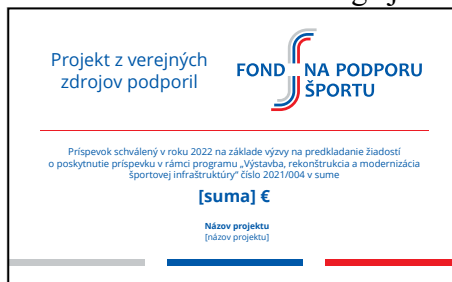 Projekt z verejných
zdrojov podporil
FOND NA PODPORU
ŠPORTU
Príspevok schválený v roku 2022 na základe výzvy na predkladanie žiadostí
o poskytnutie príspevku v rámci programu „Výstavba, rekonštrukcia a modernizácia
športovej infraštruktúry" číslo 2021/004 v sume
[suma] €
Názov projektu
[názov projektu]